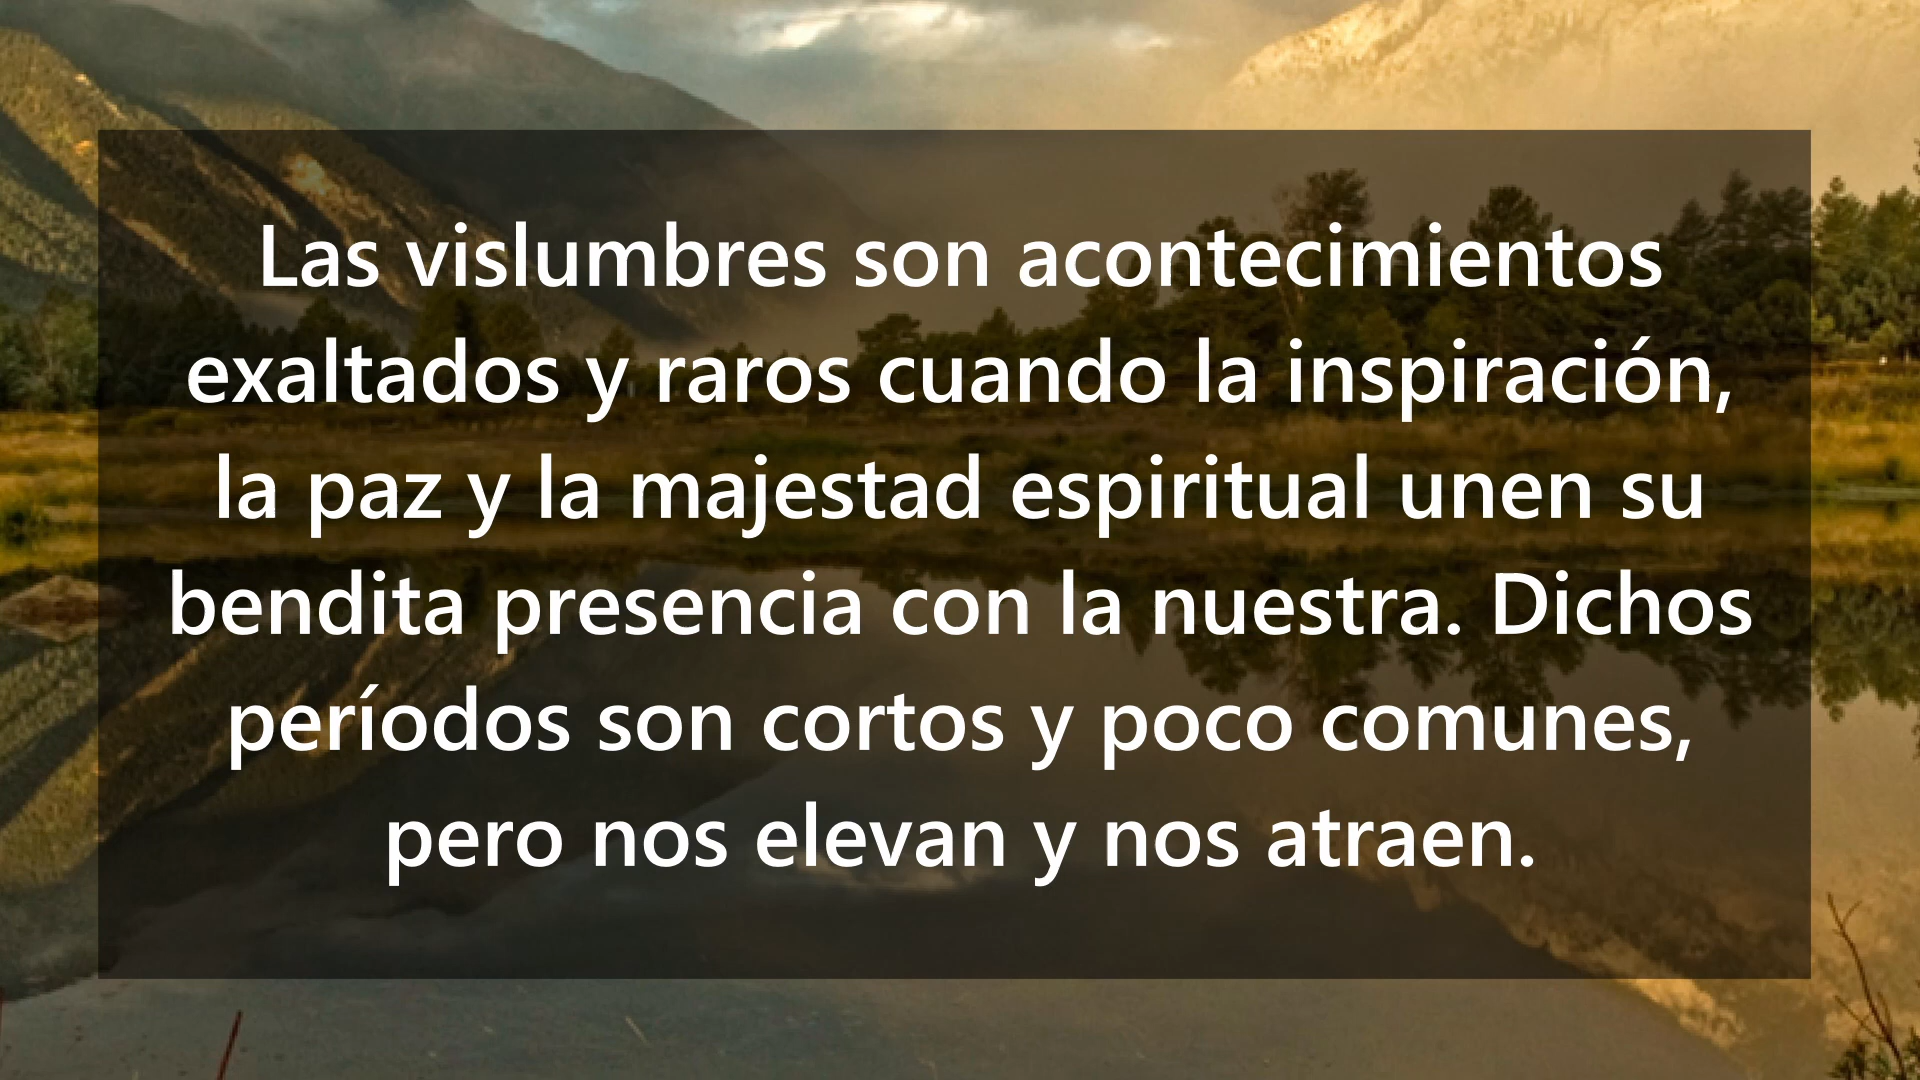 Las vislumbres son acontecimientos
exaltados y raros cuando la inspiración,
la paz y la majestad espiritual unen su
bendita presencia con la nuestra. Dichos
períodos son cortos y poco comunes,
pero nos elevan y nos atraen.